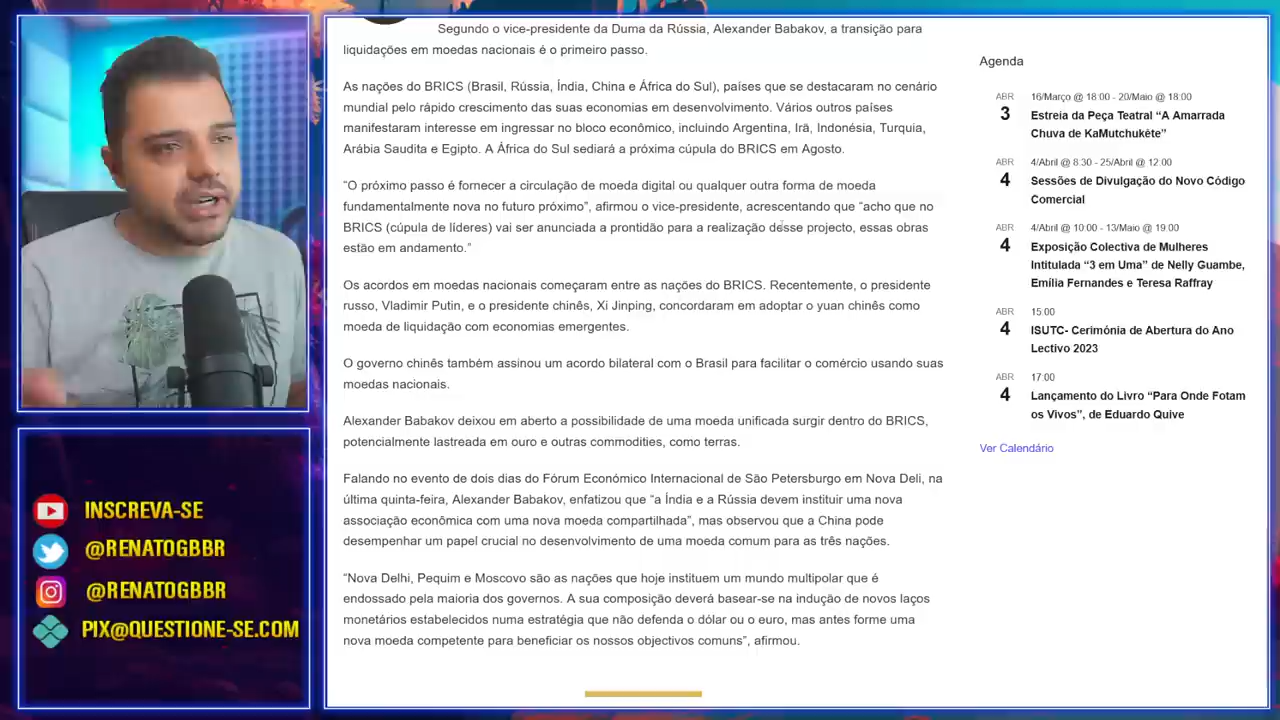 Segundo o vice-presidente da Duma da Rússia, Alexander Babakov, a transição para
liquidações em moedas nacionais é o primeiro passo.
As nações do BRICS (Brasil, Rússia, Índia, China e África do Sul), países que se destacaram no cenário
mundial pelo rápido crescimento das suas economias em desenvolvimento. Vários outros países
manifestaram interesse em ingressar no bloco econômico, incluindo Argentina, Irã, Indonésia, Turquia,
Arábia Saudita e Egipto. A África do Sul sediará a próxima cúpula do BRICS em Agosto.
“O próximo passo é fornecer a circulação de moeda digital ou qualquer outra forma de moeda
fundamentalmente nova no futuro próximo”, afirmou o vice-presidente, acrescentando que “acho que no
BRICS (cúpula de líderes) vai ser anunciada a prontidão para a realização desse projecto, essas obras
estão em andamento.”
Os acordos em moedas nacionais começaram entre as nações do BRICS. Recentemente, o presidente
russo, Vladimir Putin, e o presidente chinês, Xi Jinping, concordaram em adoptar o yuan chinês como
moeda de liquidação com economias emergentes.
O governo chinês também assinou um acordo bilateral com o Brasil para facilitar o comércio usando suas
moedas nacionais.
Alexander Babakov deixou em aberto a possibilidade de uma moeda unificada surgir dentro do BRICS,
potencialmente lastreada em ouro e outras commodities, como terras.
Falando no evento de dois dias do Fórum Económico Internacional de São Petersburgo em Nova Deli, na
última quinta-feira, Alexander Babakov, enfatizou que “a Índia e a Rússia devem instituir uma nova
associação econômica com uma nova moeda compartilhada”, mas observou que a China pode
desempenhar um papel crucial no desenvolvimento de uma moeda comum para as três nações.
“Nova Delhi, Pequim e Moscovo são as nações que hoje instituem um mundo multipolar que é
endossado pela maioria dos governos. A sua composição deverá basear-se na indução de novos laços
monetários estabelecidos numa estratégia que não defenda o dólar ou o euro, mas antes forme uma
nova moeda competente para beneficiar os nossos objectivos comuns”, afirmou.
Agenda
ABR
3
16/Março @ 18:00 - 20/Maio @ 18:00
Estreia da Peça Teatral “A Amarrada
Chuva de KaMutchukéte”
ABR
4
4/Abril @ 8:30 - 25/Abril @ 12:00
Sessões de Divulgação do Novo Código
Comercial
ABR
4
4/Abril @ 10:00 - 13/Maio @ 19:00
Exposição Colectiva de Mulheres
Intitulada “3 em Uma” de Nelly Guambe,
Emília Fernandes e Teresa Raffray
ABR
4
15:00
ISUTC- Cerimónia de Abertura do Ano
Lectivo 2023
ABR
4
17:00
Lançamento do Livro “Para Onde Fotam
os Vivos”, de Eduardo Quive
Ver Calendário
INSCREVA-SE
@RENATOGBBR
@RENATOGBBR
PIX@QUESTIONE-SE.COM